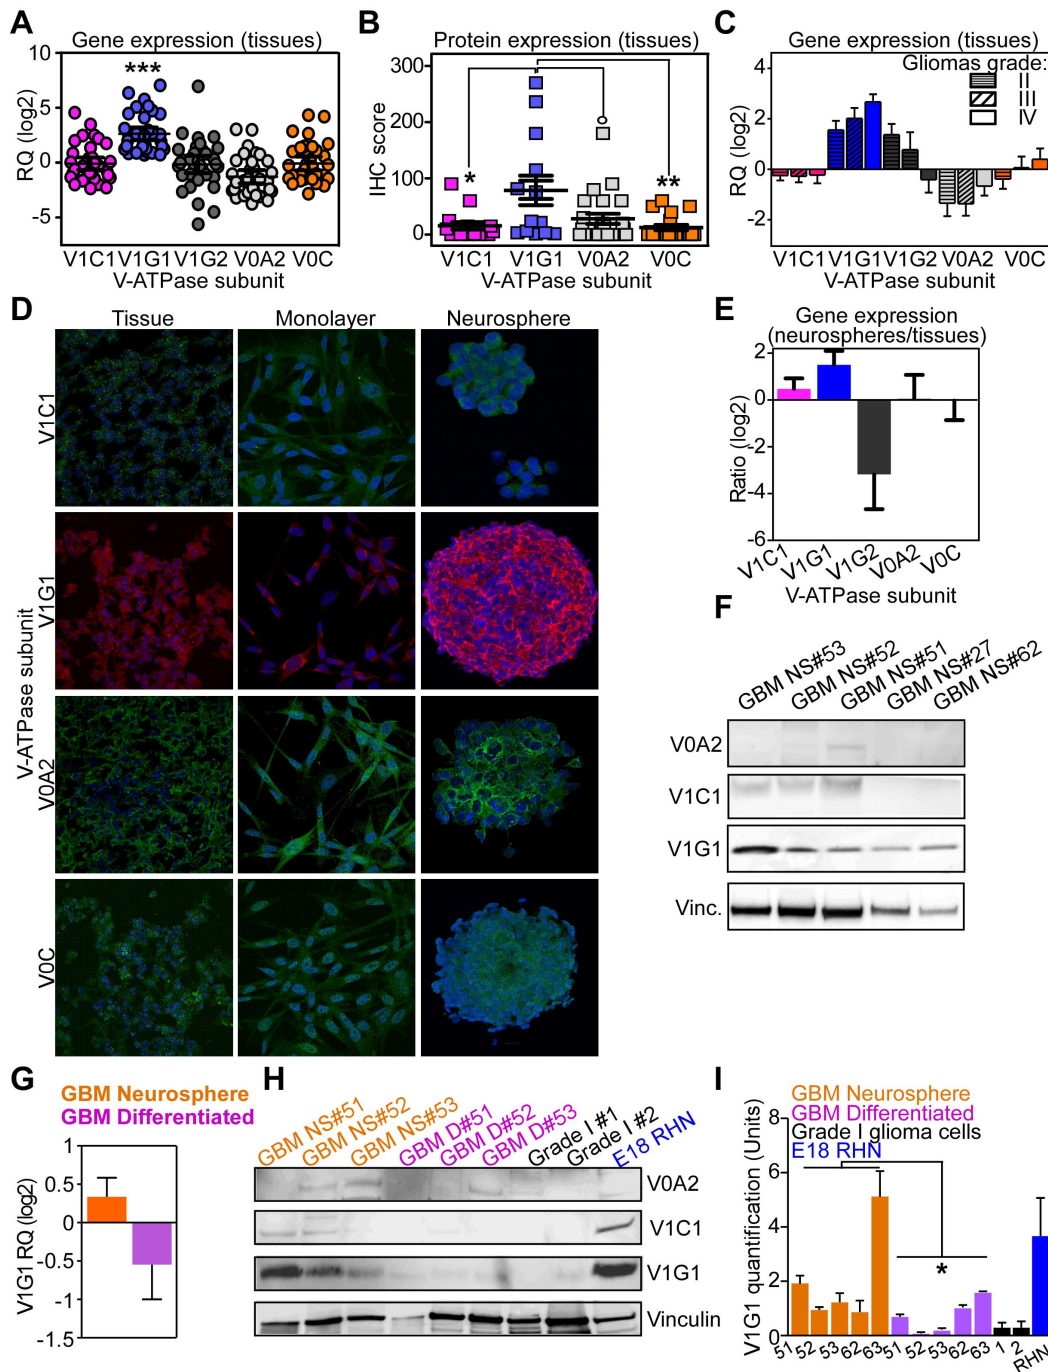 A
Gene expression (tissues)
10
5
0
-5
RQ (log2)
***
V1C1 V1G1 V1G2 V0A2 V0C
V-ATPase subunit
B
Protein expression (tissues)
300
200
100
0
IHC score
*
**
V1C1 V1G1 V0A2 V0C
V-ATPase subunit
C
Gene expression (tissues)
Gliomas grade:
II
III
IV
4
2
0
-2
RQ (log2)
V1C1 V1G1 V1G2 V0A2 V0C
V-ATPase subunit
D
Tissue Monolayer Neurosphere
V-ATPase subunit
V1C1
V1G1
V0A2
V0C
E
Gene expression
(neurospheres/tissues)
2
0
-2
-4
-6
Ratio (log2)
V1C1 V1G1 V1G2 V0A2 V0C
V-ATPase subunit
F
GBM NS#53
GBM NS#52
GBM NS#51
GBM NS#27
GBM NS#62
V0A2
V1C1
V1G1
Vinc.
G
GBM Neurosphere
GBM Differentiated
1
0.5
0
-0.5
-1
-1.5
V1G1 RQ (log2)
H
GBM NS#51
GBM NS#52
GBM NS#53
GBM D#51
GBM D#52
GBM D#53
Grade I #1
Grade I #2
E18 RHN
V0A2
V1C1
V1G1
Vinculin
I
GBM Neurosphere
GBM Differentiated
Grade I glioma cells
E18 RHN
8
6
4
2
0
V1G1 quantification (Units)
*
51 52 53 62 63 51 52 53 62 63 1 2 RHN